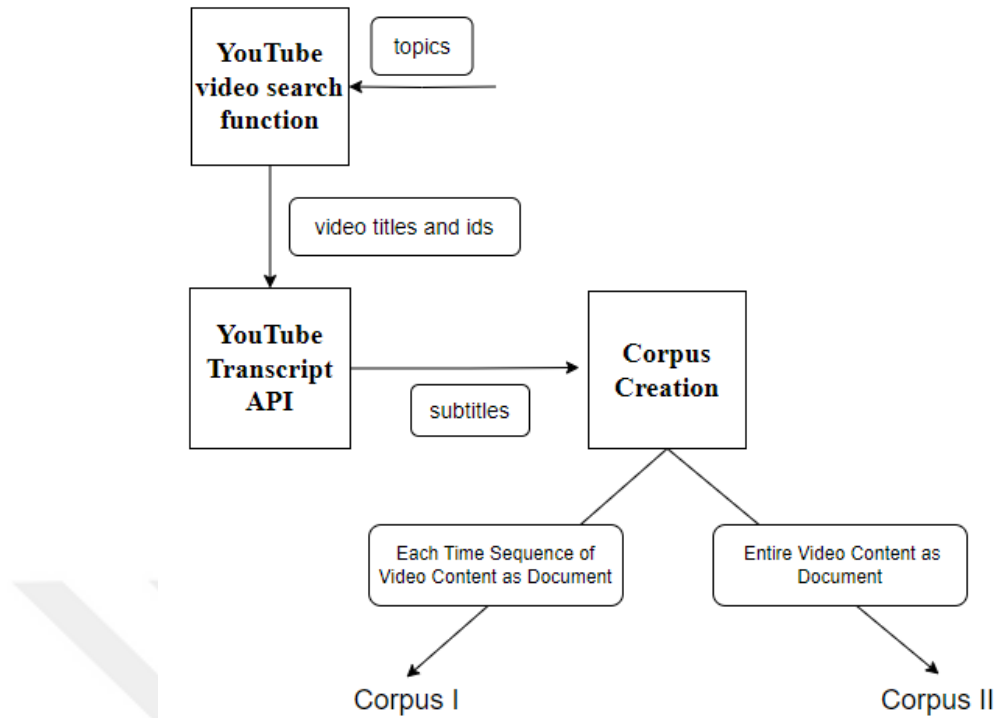 topics
YouTube
video search
function
video titles and ids
YouTube
Transcript
API
subtitles
Corpus
Creation
Each Time Sequence of
Video Content as Document
Entire Video Content as
Document
Corpus I
Corpus II